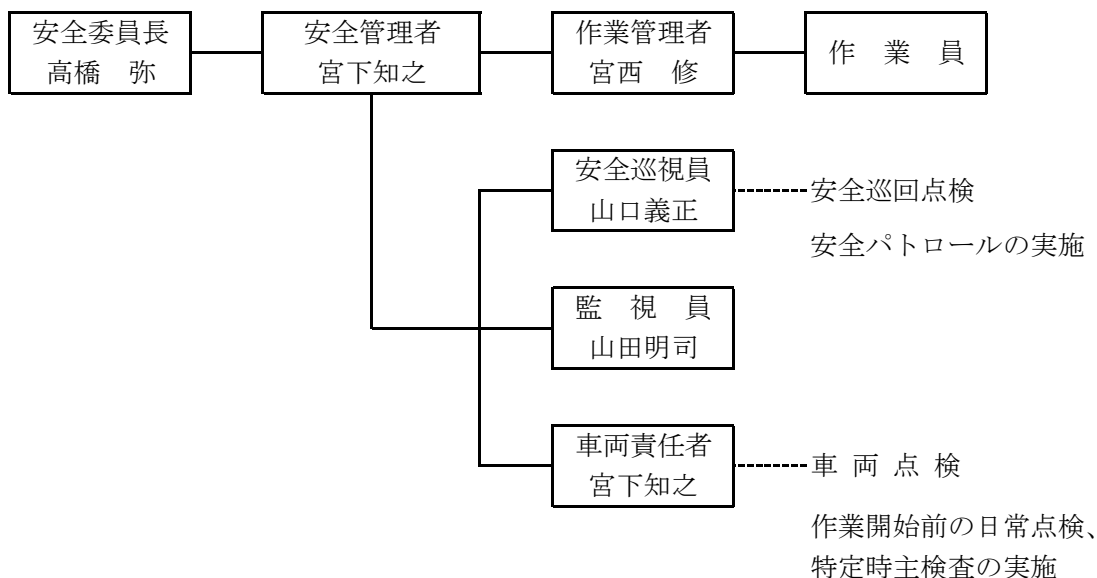 安全委員長
高橋　弥
安全管理者
宮下知之
作業管理者
宮西　修
作　業　員
安全巡視員
山口義正
安全巡回点検
安全パトロールの実施
監　視　員
山田明司
車両責任者
宮下知之
車 両 点 検
作業開始前の日常点検、
特定時主検査の実施